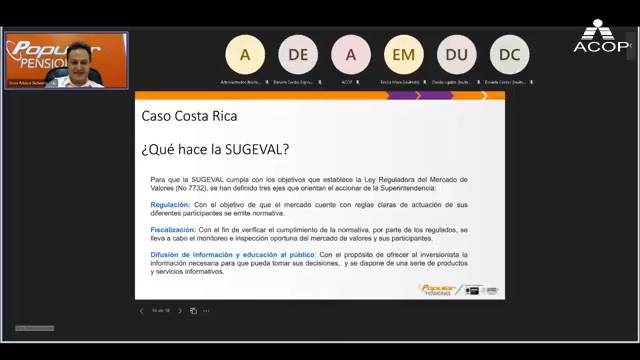 Popular
PENSIONES
A
DE
A
EM
DU
DC
ACOP
ACOP
Caso Costa Rica
¿Qué hace la SUGEVAL?
Para que la SUGEVAL cumpla con los objetivos que establece la Ley Reguladora del Mercado de
Valores (No 7732), se han definido tres ejes que orientan el accionar de la Superintendencia:
Regulación: Con el objetivo de que el mercado cuente con reglas claras de actuación de sus
diferentes participantes se emite normativa.
Fiscalización: Con el fin de verificar el cumplimiento de la normativa, por parte de los regulados, se
lleva a cabo el monitoreo e inspección oportuna del mercado de valores y sus participantes.
Difusión de información y educación al público: Con el propósito de ofrecer al inversionista la
información necesaria para que pueda tomar sus decisiones, y se dispone de una serie de productos
y servicios informativos.
Popular
PENSIONES